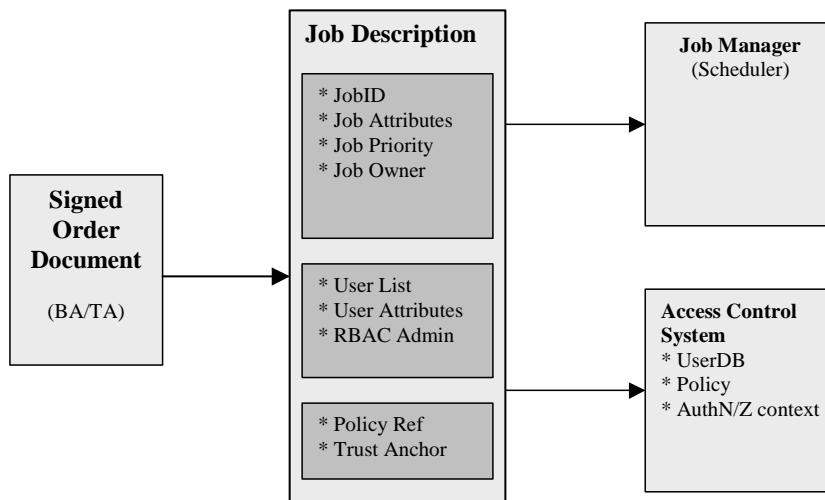 Signed
Order
Document
(BA/TA)
Job Description
* JobID
* Job Attributes
* Job Priority
* Job Owner
* User List
* User Attributes
* RBAC Admin
* Policy Ref
* Trust Anchor
Job Manager
(Scheduler)
Access Control
System
* UserDB
* Policy
* AuthN/Z context